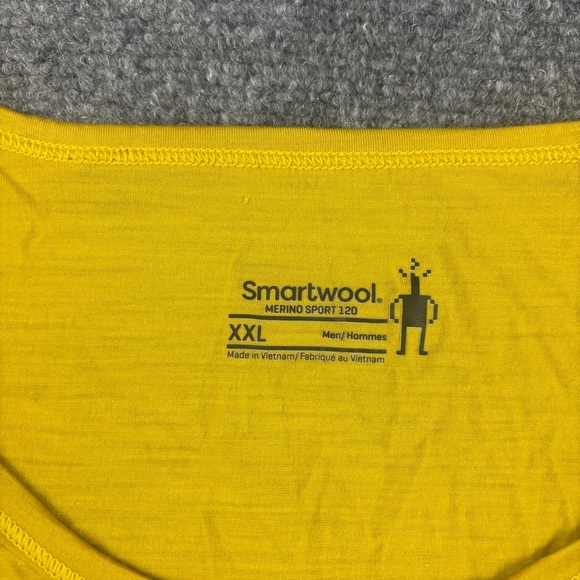 Smartwool®
MERINO SPORT 120
XXL Men/Hommes
Made in Vietnam/Fabriqué au Vietnam